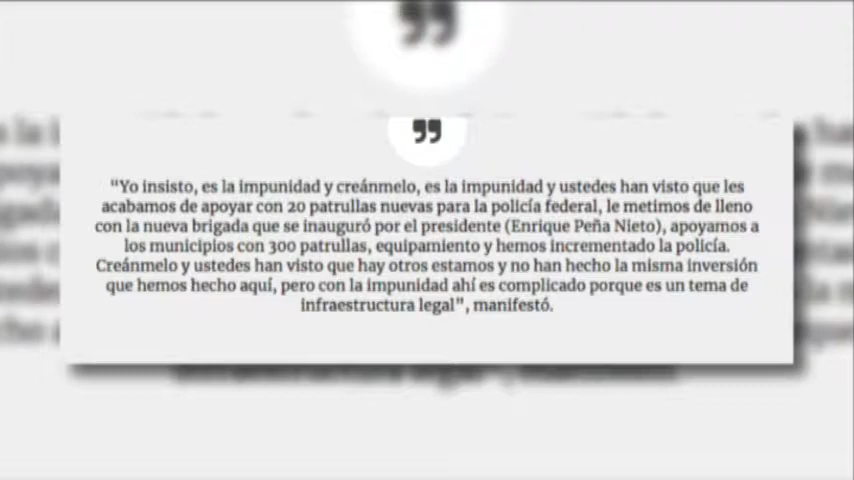 "Yo insisto, es la impunidad y creánmelo, es la impunidad y ustedes han visto que les
acabamos de apoyar con 20 patrullas nuevas para la policía federal, le metimos de lleno
con la nueva brigada que se inauguró por el presidente (Enrique Peña Nieto), apoyamos a
los municipios con 300 patrullas, equipamiento y hemos incrementado la policía.
Creánmelo y ustedes han visto que hay otros estamos y no han hecho la misma inversión
que hemos hecho aquí, pero con la impunidad ahí es complicado porque es un tema de
infraestructura legal", manifestó.